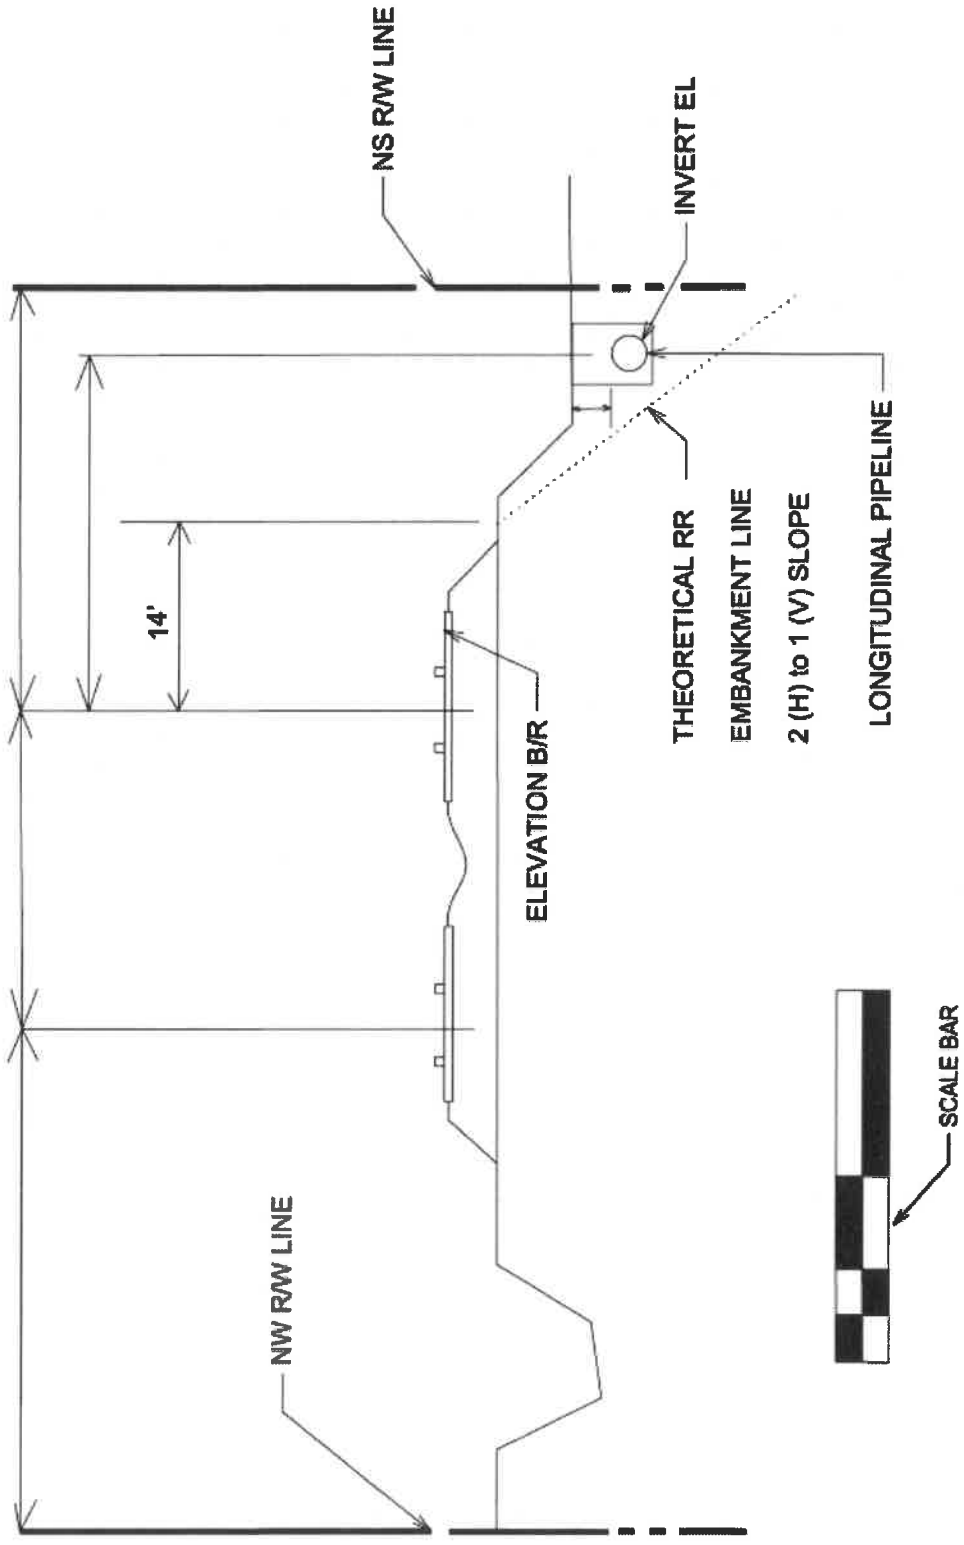 NW R/W LINE
NS R/W LINE
14'
ELEVATION B/R
INVERT EL
THEORETICAL RR
EMBANKMENT LINE
2 (H) to 1 (V) SLOPE
LONGITUDINAL PIPELINE
SCALE BAR